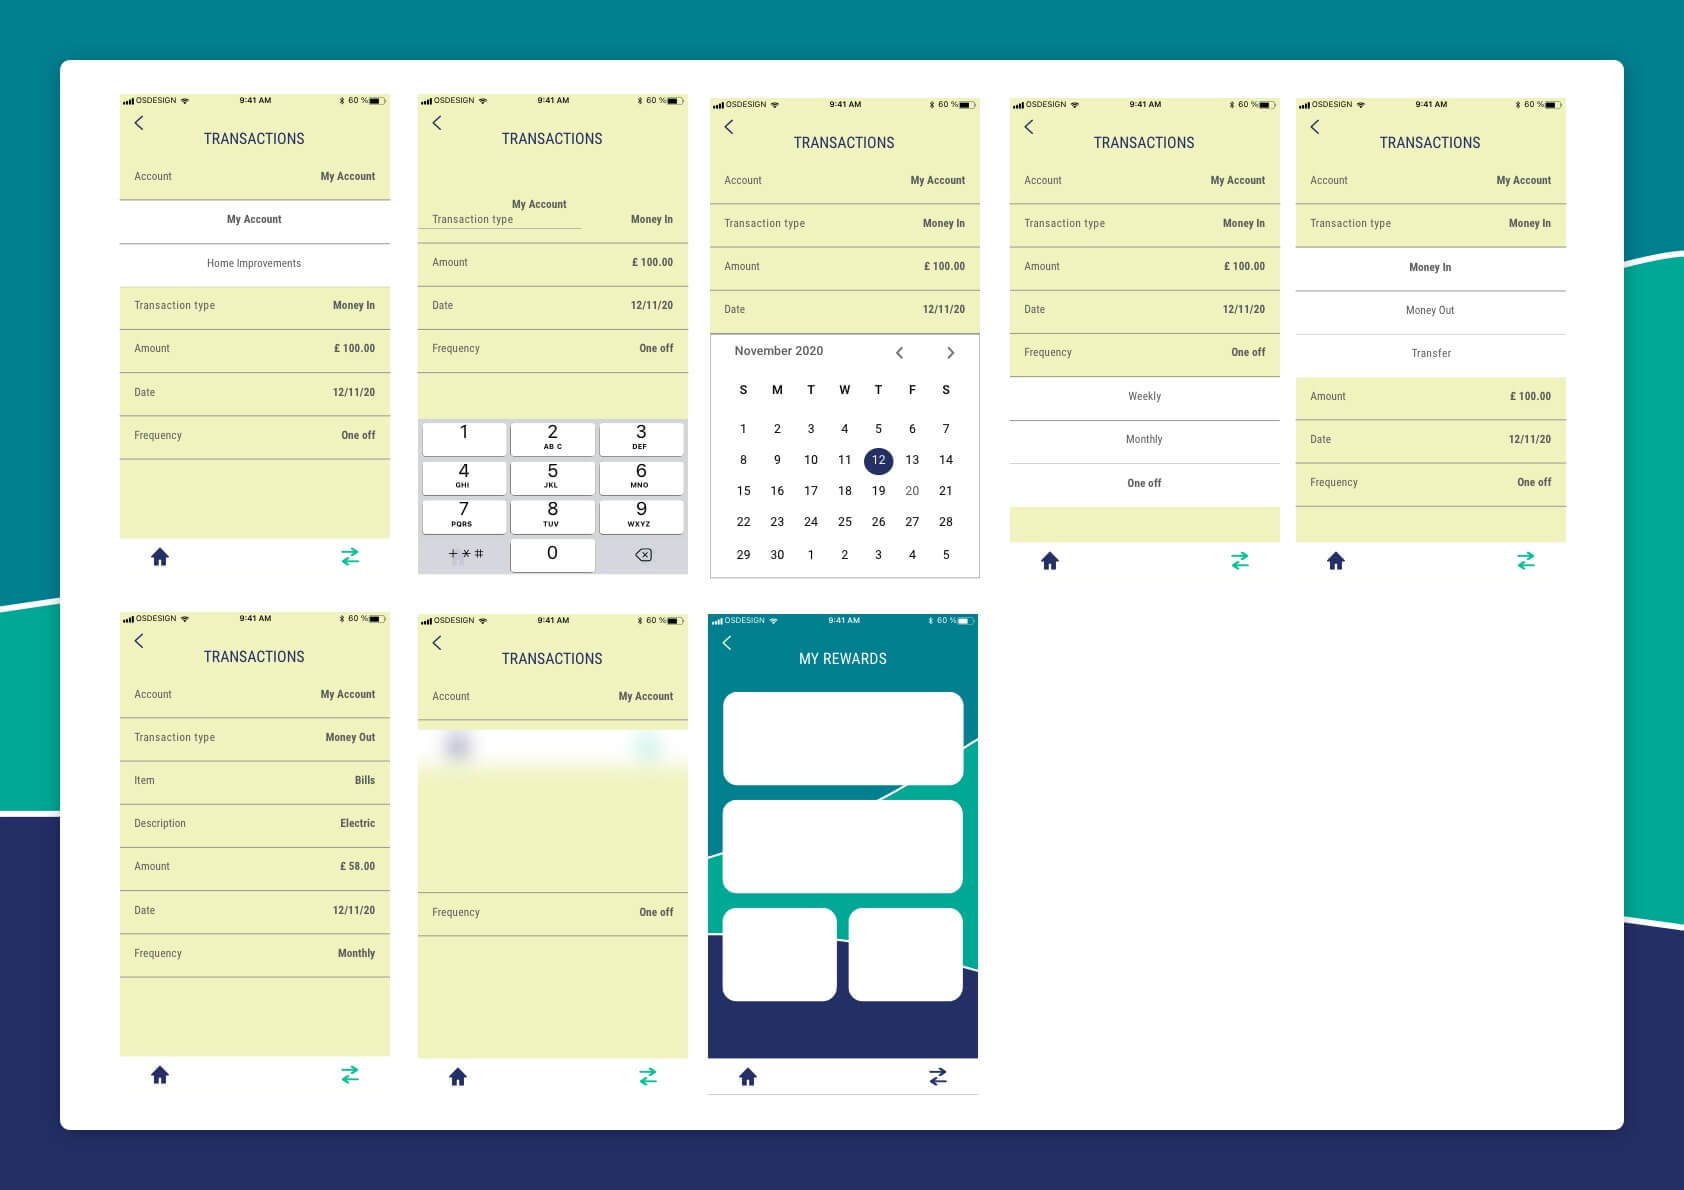 OSDESIGN 9:41 AM 60 %
TRANSACTIONS
Account My Account
My Account
Home Improvements
Transaction type Money In
Amount £ 100.00
Date 12/11/20
Frequency One off
OSDESIGN 9:41 AM 60 %
TRANSACTIONS
My Account
Transaction type Money In
Amount £ 100.00
Date 12/11/20
Frequency One off
1 2 3
AB C DEF
4 5 6
GHI JKL MNO
7 8 9
PQRS TUV WXYZ
+ * # 0
OSDESIGN 9:41 AM 60 %
TRANSACTIONS
Account My Account
Transaction type Money In
Amount £ 100.00
Date 12/11/20
November 2020
S M T W T F S
1 2 3 4 5 6 7
8 9 10 11 12 13 14
15 16 17 18 19 20 21
22 23 24 25 26 27 28
29 30 1 2 3 4 5
OSDESIGN 9:41 AM 60 %
TRANSACTIONS
Account My Account
Transaction type Money In
Amount £ 100.00
Date 12/11/20
Frequency One off
Weekly
Monthly
One off
OSDESIGN 9:41 AM 60 %
TRANSACTIONS
Account My Account
Transaction type Money In
Money In
Money Out
Transfer
Amount £ 100.00
Date 12/11/20
Frequency One off
OSDESIGN 9:41 AM 60 %
TRANSACTIONS
Account My Account
Transaction type Money Out
Item Bills
Description Electric
Amount £ 58.00
Date 12/11/20
Frequency Monthly
OSDESIGN 9:41 AM 60 %
TRANSACTIONS
Account My Account
Frequency One off
OSDESIGN 9:41 AM 60 %
MY REWARDS